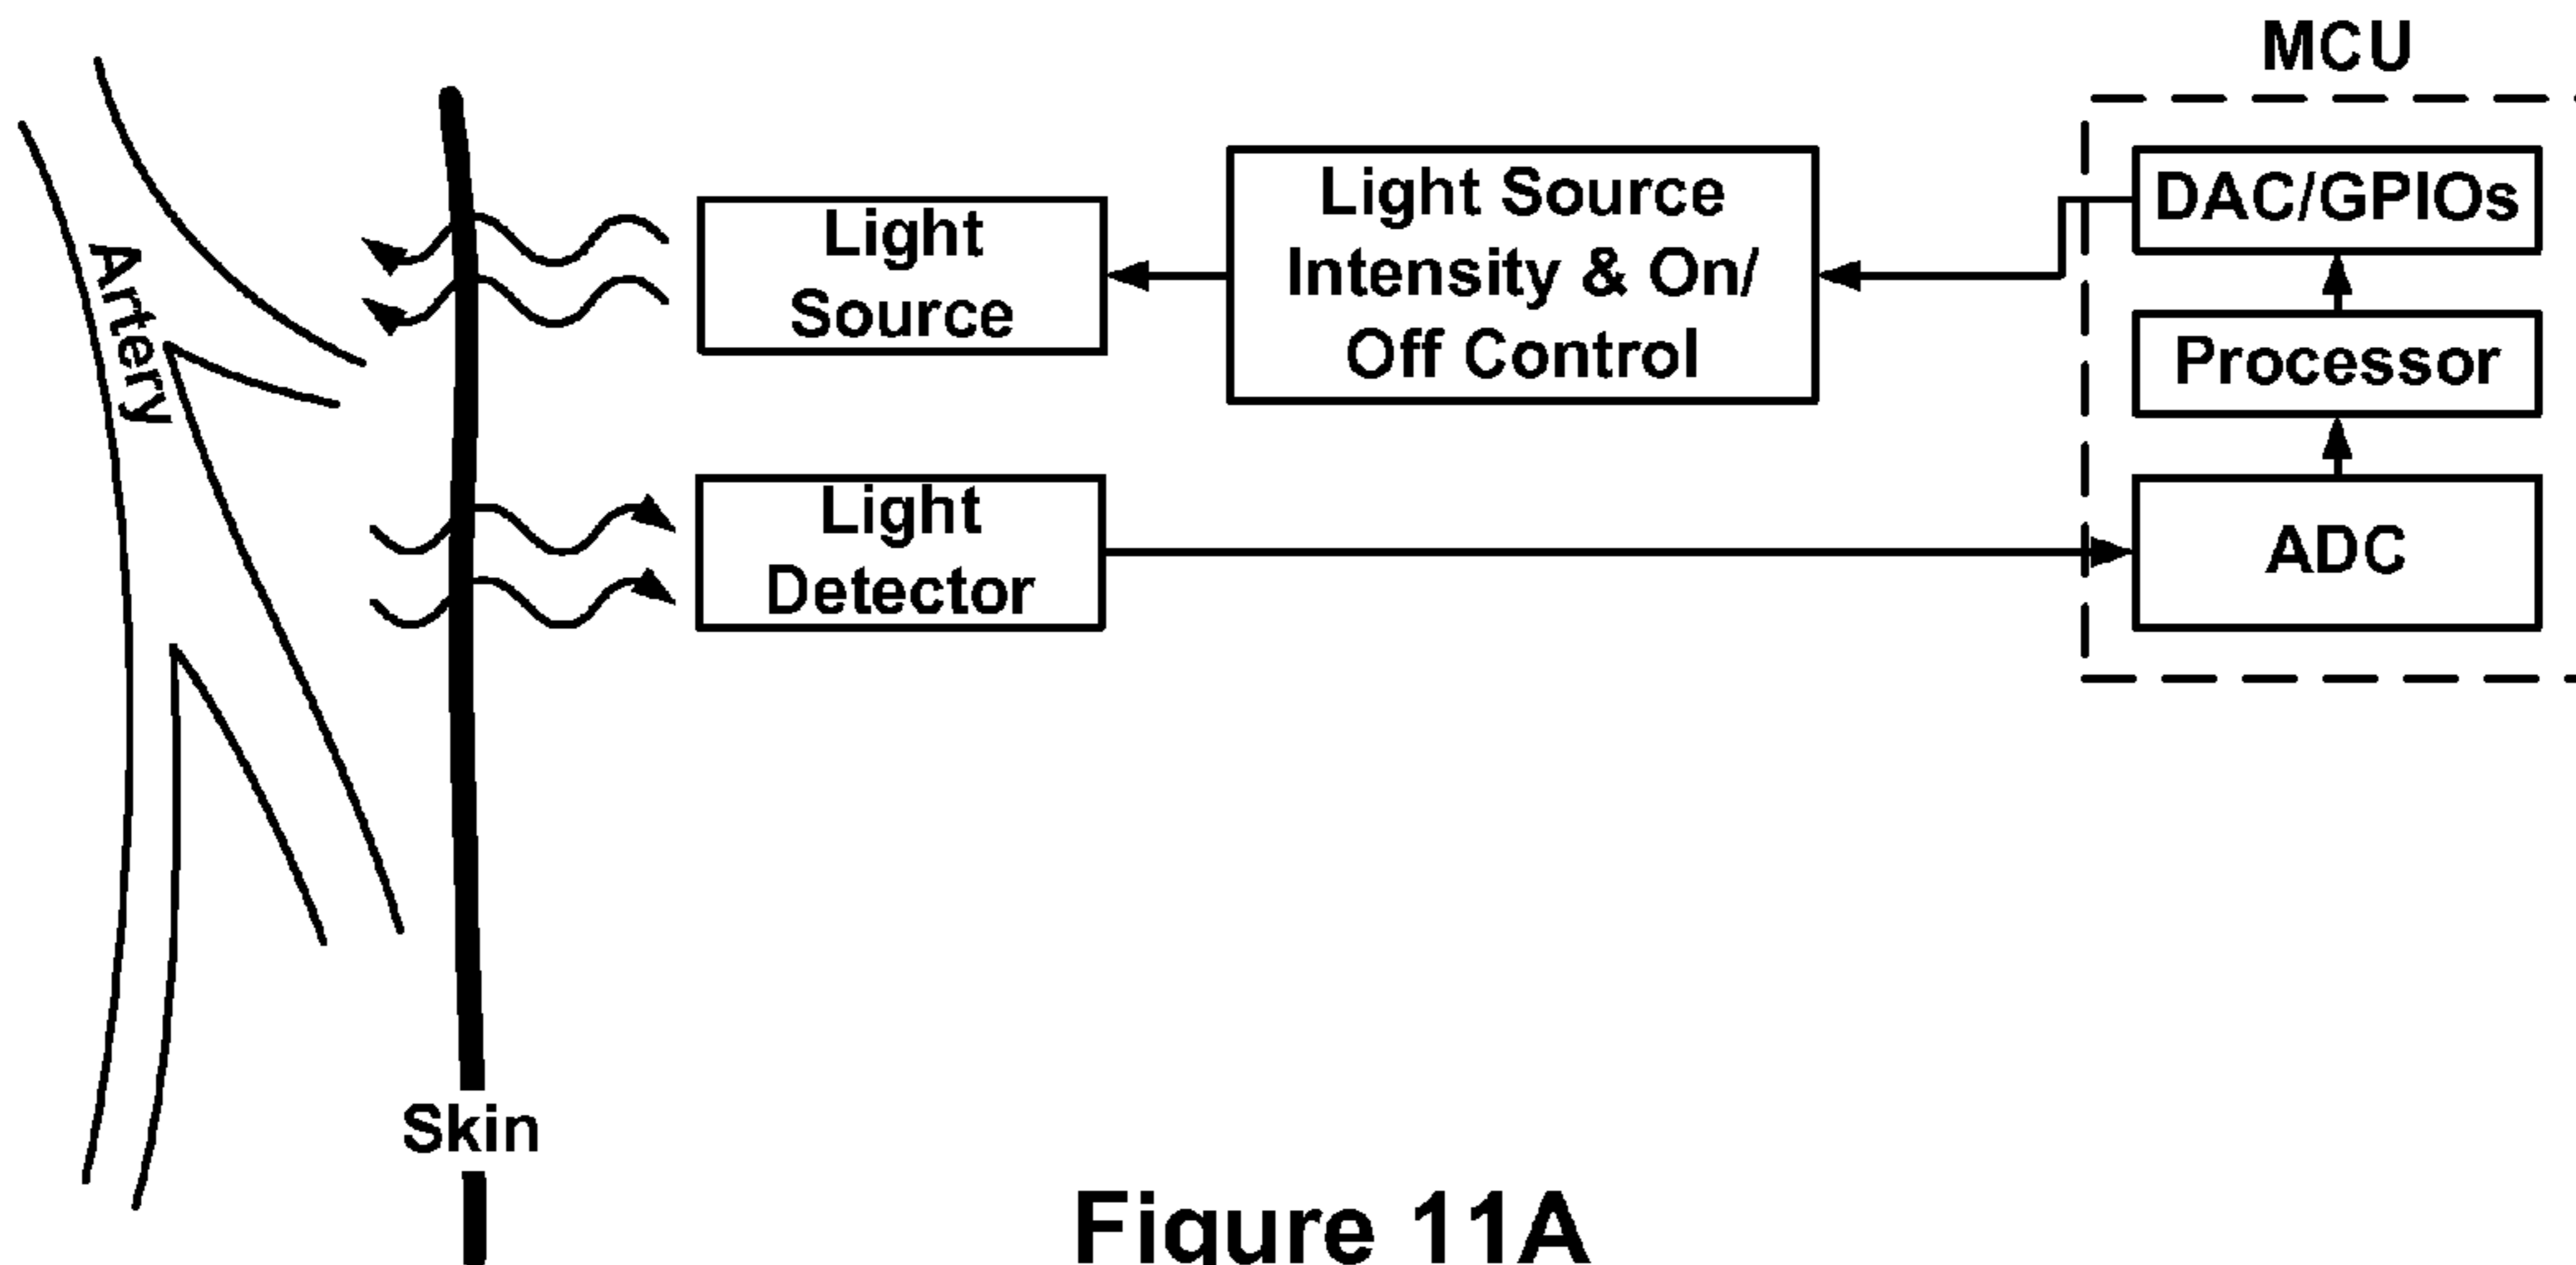 MCU
Light
Source
Light Source
Intensity & On/
Off Control
DAC/GPIOs
Processor
Artery
Light
Detector
ADC
Skin
Figure 11A